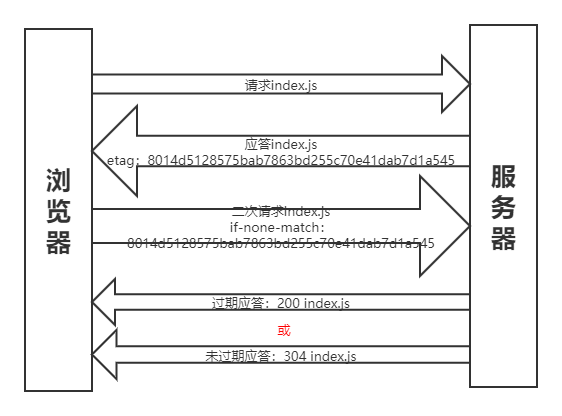 浏览器
服务器
请求index.js
应答index.js
etag：8014d5128575bab7863bd255c70e41dab7d1a545
二次请求index.js
if-none-match：
8014d5128575bab7863bd255c70e41dab7d1a545
过期应答：200 index.js
或
未过期应答：304 index.js